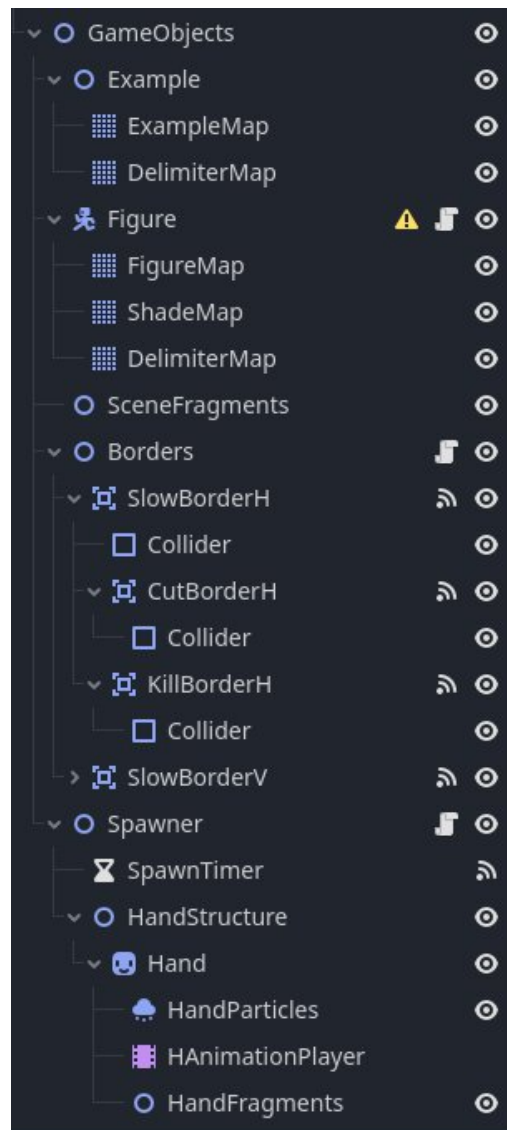 GameObjects
Example
ExampleMap
DelimiterMap
Figure
FigureMap
ShadeMap
DelimiterMap
SceneFragments
Borders
SlowBorderH
Collider
CutBorderH
Collider
KillBorderH
Collider
SlowBorderV
Spawner
SpawnTimer
HandStructure
Hand
HandParticles
HAnimationPlayer
HandFragments